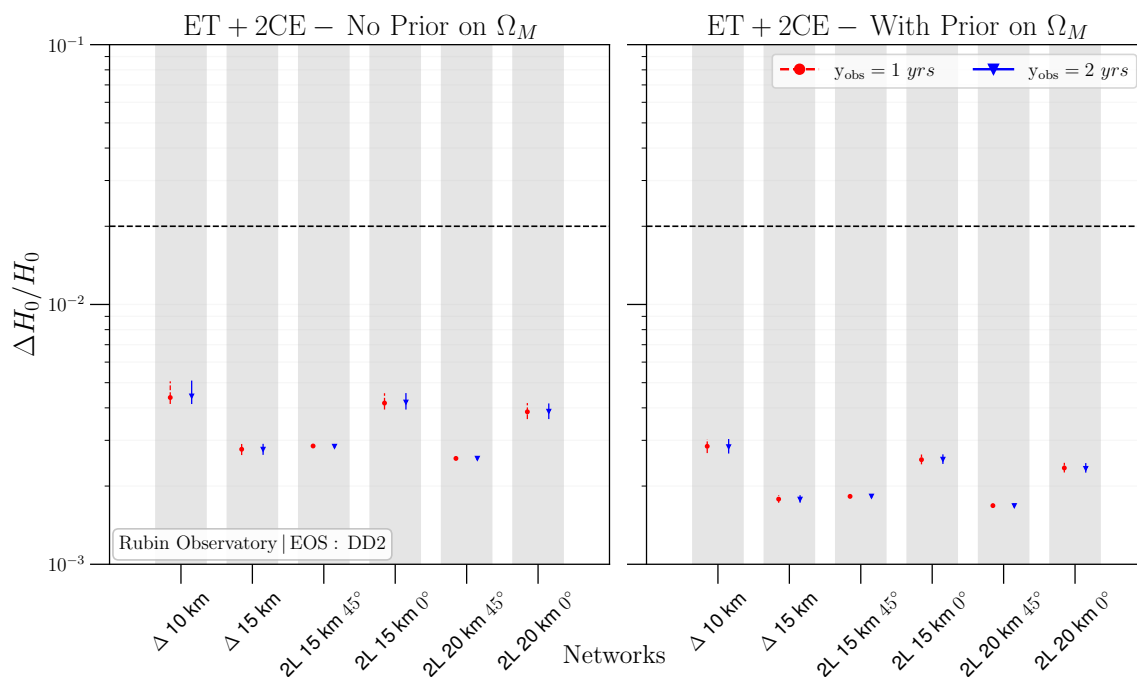 ET + 2CE − No Prior on Ω_M
ET + 2CE − With Prior on Ω_M
y_obs = 1 yrs
y_obs = 2 yrs
10⁻¹
10⁻²
10⁻³
ΔH₀/H₀
Rubin Observatory | EOS : DD2
Δ 10 km
Δ 15 km
2L 15 km 45°
2L 15 km 0°
2L 20 km 45°
2L 20 km 0°
Δ 10 km
Δ 15 km
2L 15 km 45°
2L 15 km 0°
2L 20 km 45°
2L 20 km 0°
Networks